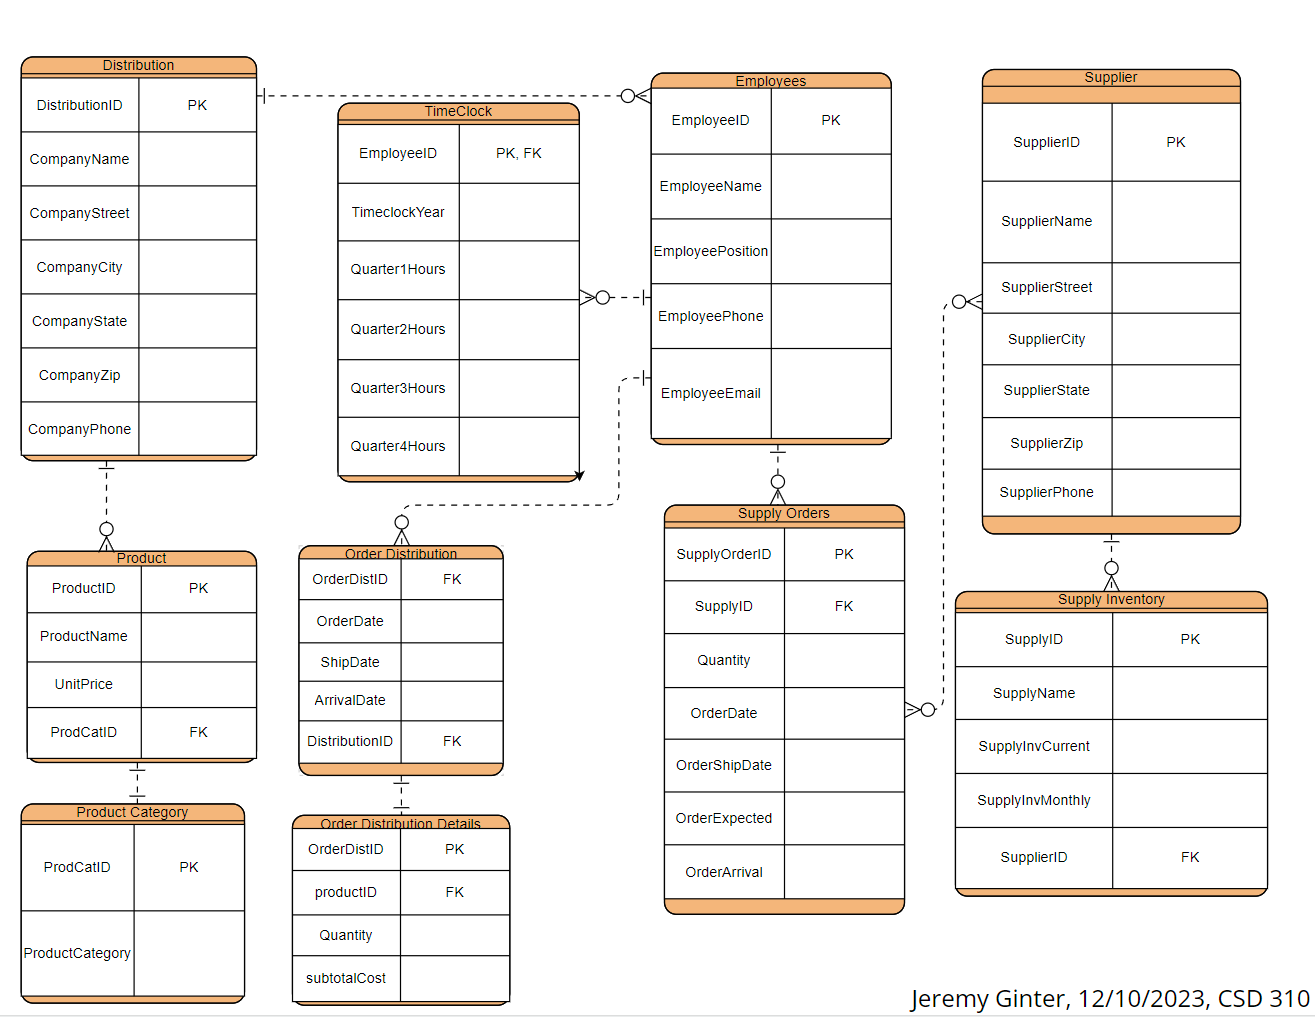 Distribution
DistributionID PK
CompanyName
CompanyStreet
CompanyCity
CompanyState
CompanyZip
CompanyPhone
TimeClock
EmployeeID PK, FK
TimeclockYear
Quarter1Hours
Quarter2Hours
Quarter3Hours
Quarter4Hours
Employees
EmployeeID PK
EmployeeName
EmployeePosition
EmployeePhone
EmployeeEmail
Supplier
SupplierID PK
SupplierName
SupplierStreet
SupplierCity
SupplierState
SupplierZip
SupplierPhone
Product
ProductID PK
ProductName
UnitPrice
ProdCatID FK
Order Distribution
OrderDistID FK
OrderDate
ShipDate
ArrivalDate
DistributionID FK
Supply Orders
SupplyOrderID PK
SupplyID FK
Quantity
OrderDate
OrderShipDate
OrderExpected
OrderArrival
Supply Inventory
SupplyID PK
SupplyName
SupplyInvCurrent
SupplyInvMonthly
SupplierID FK
Product Category
ProdCatID PK
ProductCategory
Order Distribution Details
OrderDistID PK
productID FK
Quantity
subtotalCost
Jeremy Ginter, 12/10/2023, CSD 310